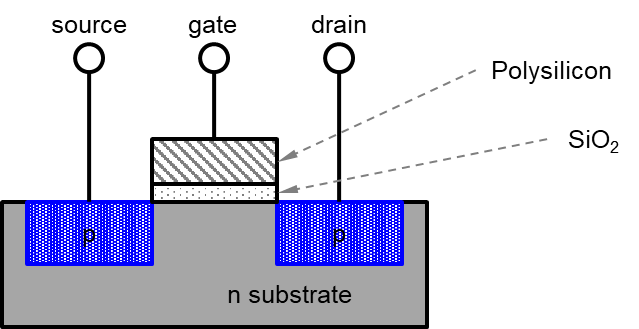 source gate drain
Polysilicon
SiO₂
p p
n substrate